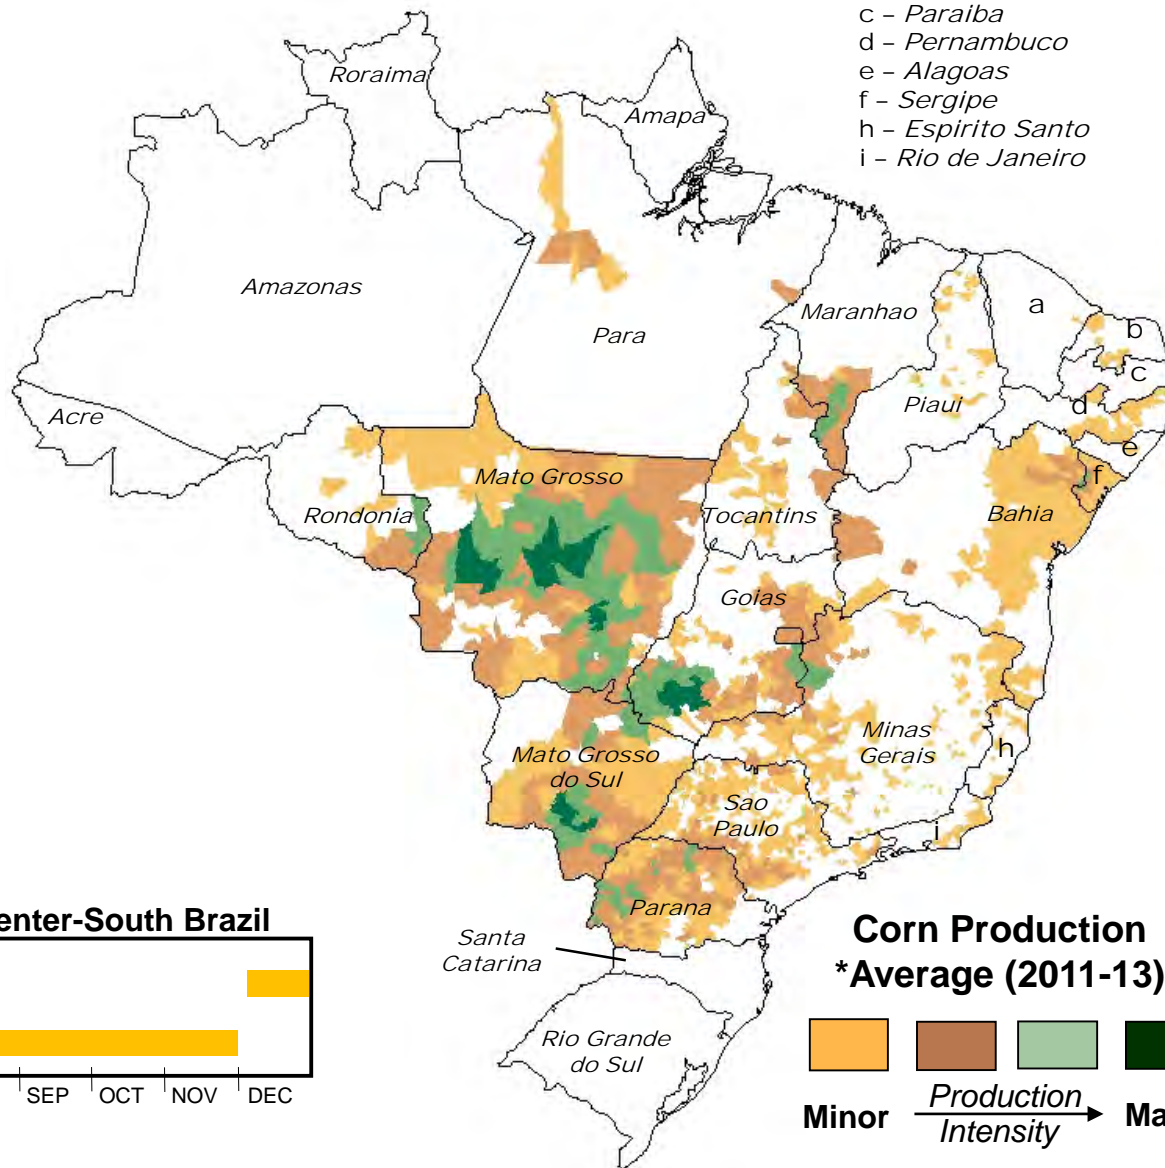 c – Paraiba
d – Pernambuco
e – Alagoas
f – Sergipe
h – Espirito Santo
i – Rio de Janeiro
Roraima
Amapa
Amazonas
Para
Maranhao
a
b
c
Piaui
d
e
f
Acre
Mato Grosso
Rondonia
Tocantins
Bahia
Goias
Minas
Gerais
h
Mato Grosso
do Sul
Sao
Paulo
i
Parana
Santa
Catarina
Rio Grande
do Sul
enter-South Brazil
SEP OCT NOV DEC
Corn Production
*Average (2011-13)
Minor Production Ma
Intensity